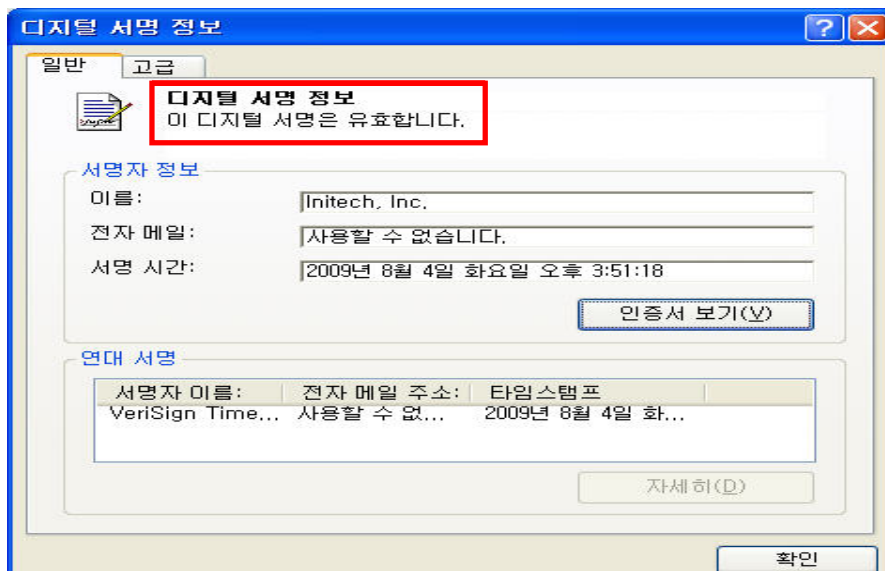 디지털 서명 정보
일반 고급
디지털 서명 정보
이 디지털 서명은 유효합니다.
서명자 정보
이름: Initech, Inc.
전자 메일: 사용할 수 없습니다.
서명 시간: 2009년 8월 4일 화요일 오후 3:51:18
인증서 보기(V)
연대 서명
서명자 이름: 전자 메일 주소: 타임스탬프
VeriSign Time... 사용할 수 없... 2009년 8월 4일 화...
자세히(D)
확인